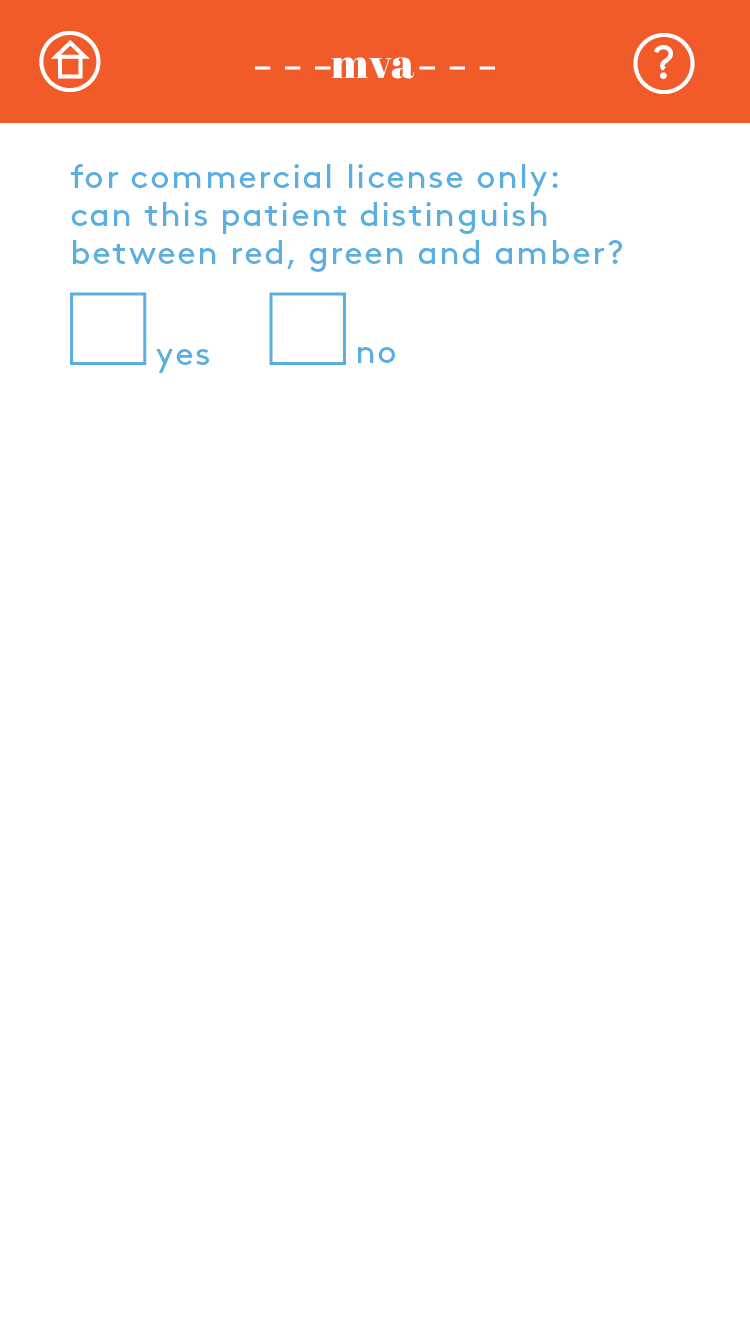 - - -mva- - -
?
for commercial license only:
can this patient distinguish
between red, green and amber?
yes no